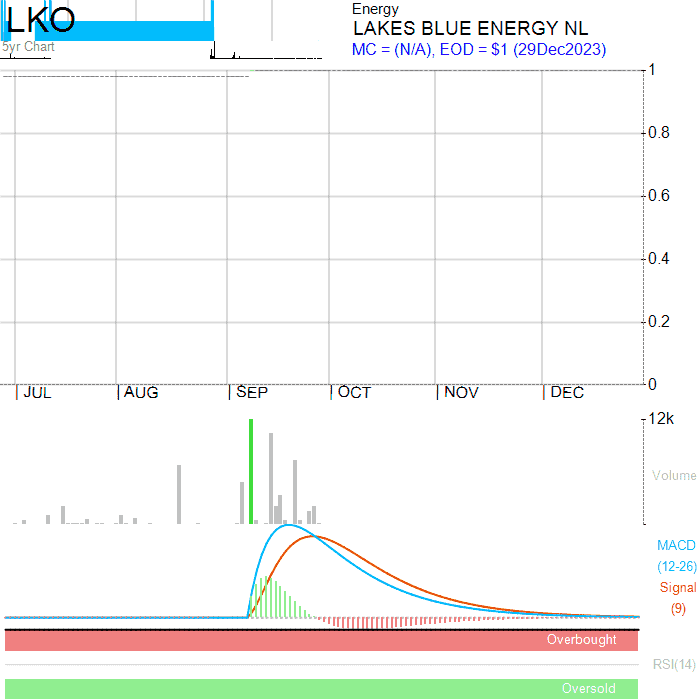 LKO
5yr Chart
Energy
LAKES BLUE ENERGY NL
MC = (N/A), EOD = $1 (29Dec2023)
1
0.8
0.6
0.4
0.2
0
JUL AUG SEP OCT NOV DEC
12k
Volume
MACD
(12-26)
Signal
(9)
Overbought
RSI(14)
Oversold